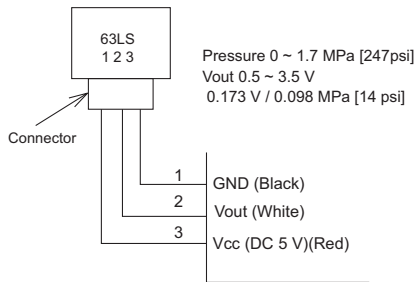 63LS
1 2 3
Pressure 0 ~ 1.7 MPa [247psi]
Vout 0.5 ~ 3.5 V
0.173 V / 0.098 MPa [14 psi]
Connector
1
GND (Black)
2
Vout (White)
3
Vcc (DC 5 V)(Red)